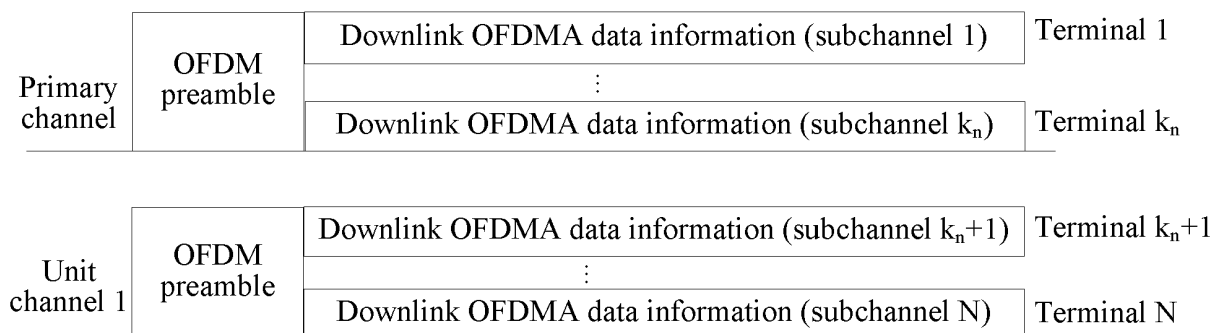 Primary
channel
OFDM
preamble
Downlink OFDMA data information (subchannel 1)
Terminal 1
⋮
Downlink OFDMA data information (subchannel kₙ)
Terminal kₙ
Unit
channel 1
OFDM
preamble
Downlink OFDMA data information (subchannel kₙ+1)
Terminal kₙ+1
⋮
Downlink OFDMA data information (subchannel N)
Terminal N